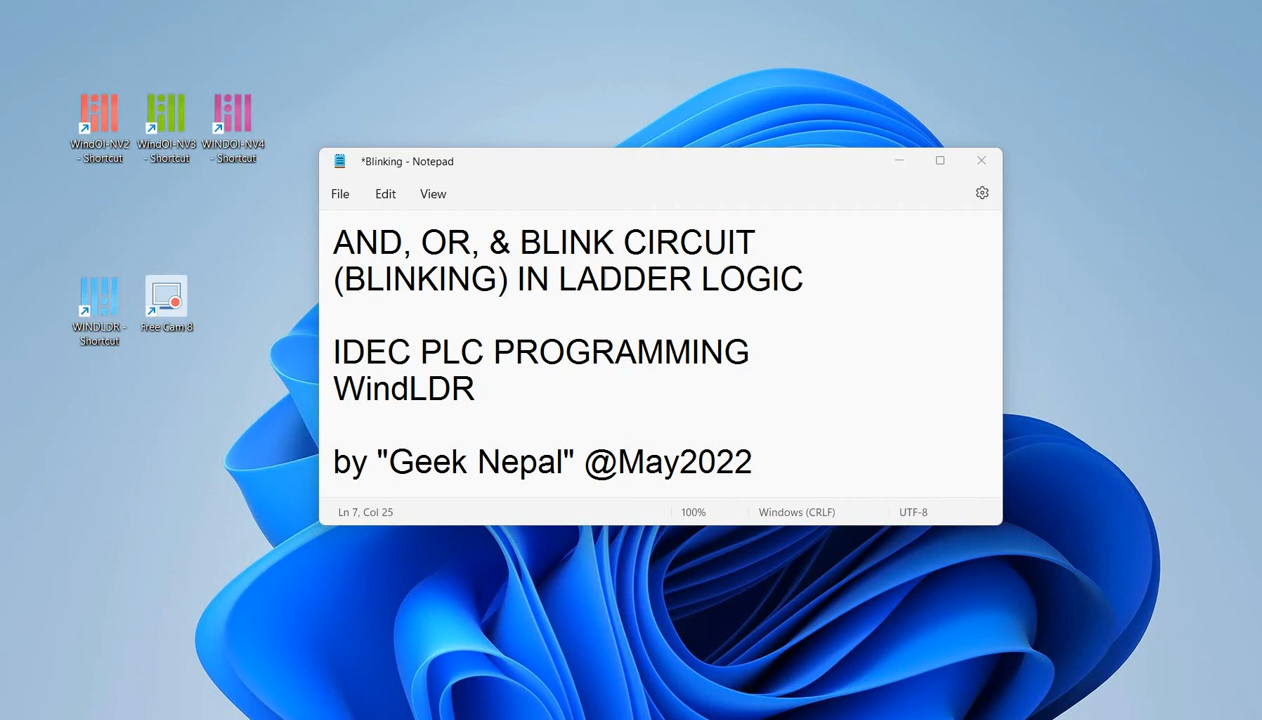 WindOI-NV2
- Shortcut
WindOI-NV3
- Shortcut
WINDOI-NV4
- Shortcut
WINDLDR -
Shortcut
Free Cam 8
*Blinking - Notepad
File Edit View
AND, OR, & BLINK CIRCUIT
(BLINKING) IN LADDER LOGIC
IDEC PLC PROGRAMMING
WindLDR
by "Geek Nepal" @May2022
Ln 7, Col 25 100% Windows (CRLF) UTF-8